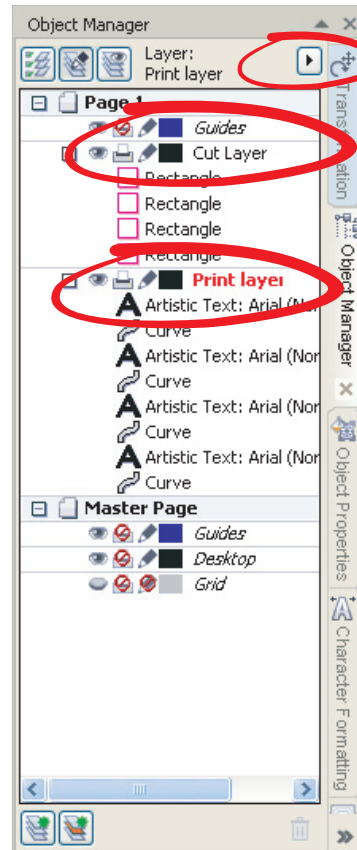 Object Manager
Layer:
Print layer
Page 1
Guides
Cut Layer
Rectangle
Rectangle
Rectangle
Rectangle
Print layer
Artistic Text: Arial (Nor
Curve
Artistic Text: Arial (Nor
Curve
Artistic Text: Arial (Nor
Curve
Artistic Text: Arial (Nor
Curve
Master Page
Guides
Desktop
Grid
Transformation
Object Manager
Object Properties
Character Formatting